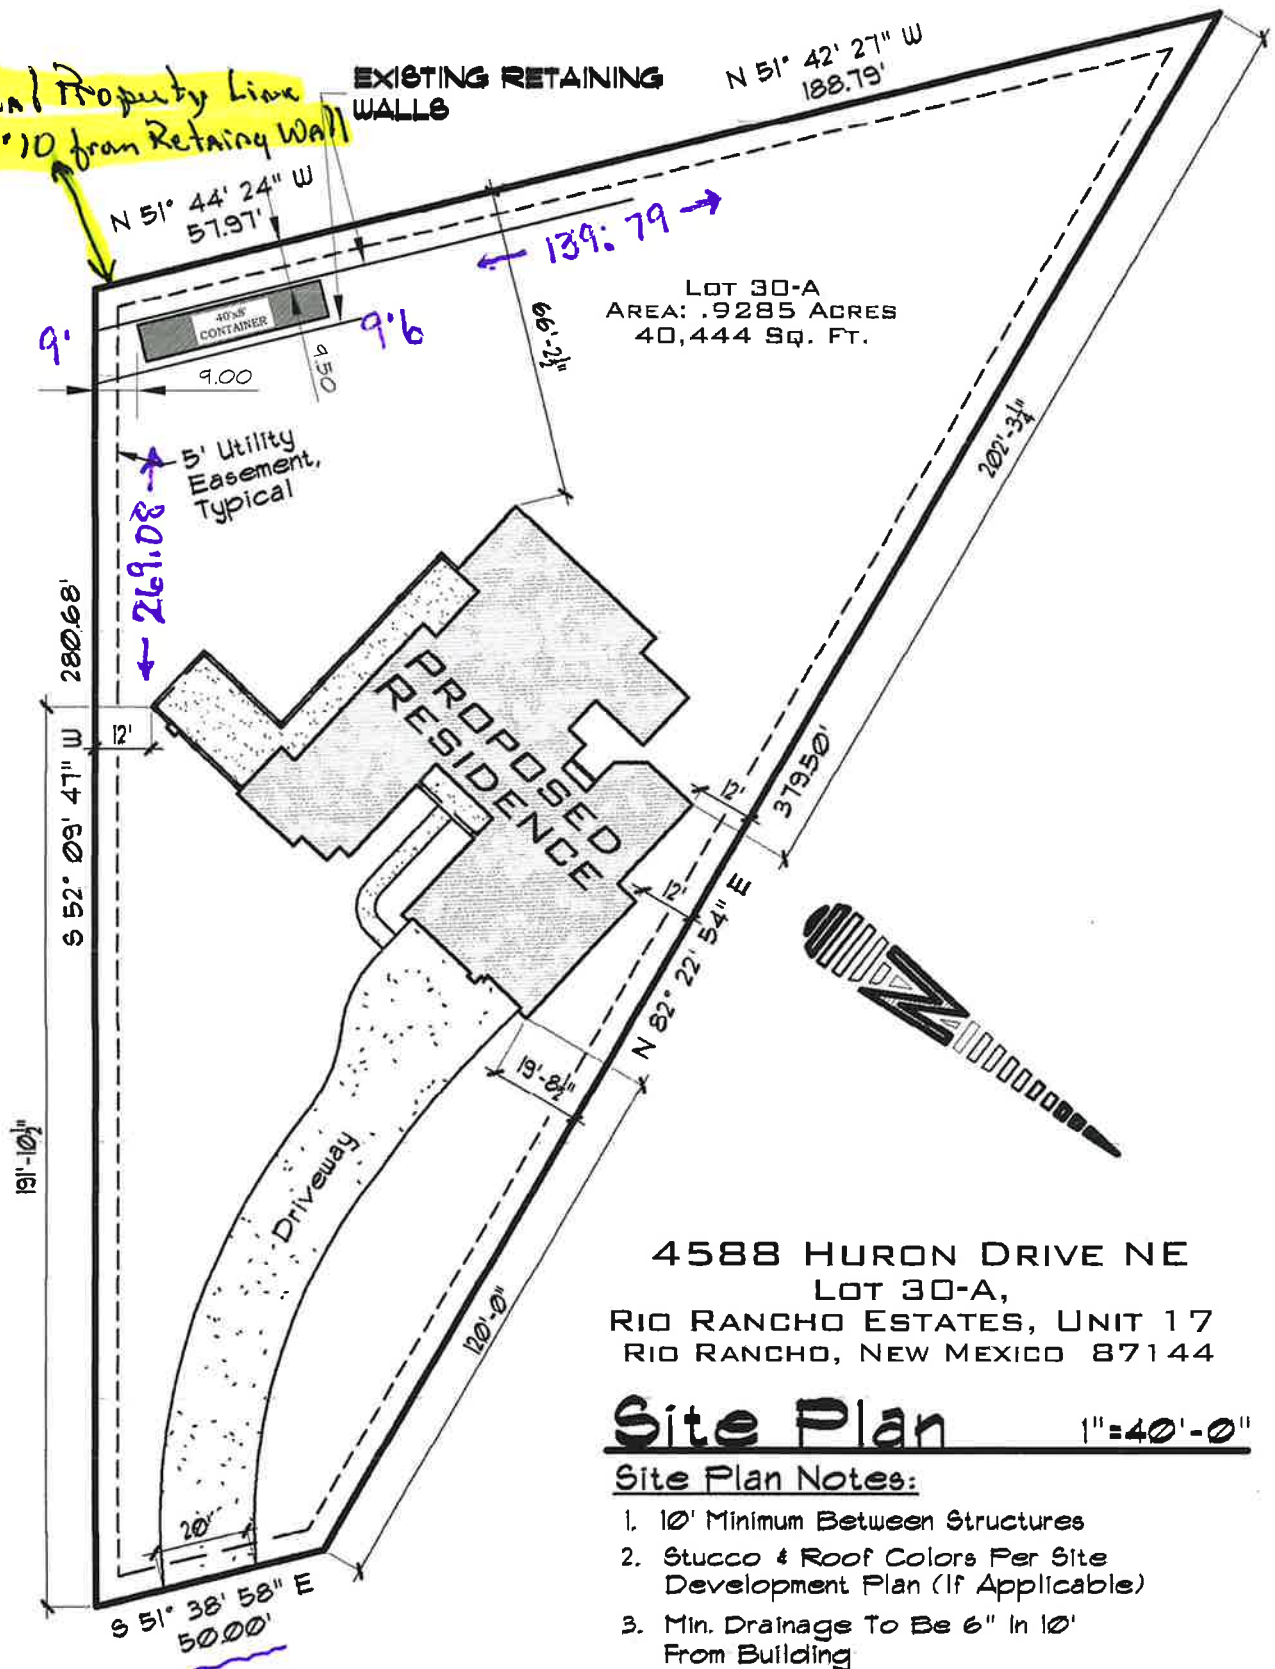 Property Line
10 from Retaing Wall
EXISTING RETAINING
WALLS
N 51° 42' 27" W
188.79'
N 51° 44' 24" W
57.97'
← 139.79 →
LOT 30-A
AREA: .9285 ACRES
40,444 SQ. FT.
40'x8'
CONTAINER
9'
9'6
9.00
9.50
66'-2½"
5' Utility
Easement,
Typical
← 269.08 →
202'-3¼"
280.68'
S 52° 09' 47" W
12'
PROPOSED
RESIDENCE
12'
379.50'
12'
N 82° 22' 54" E
N
19'-8½"
191'-10½"
Driveway
120'-0"
20'
S 51° 38' 58" E
50.00'
4588 HURON DRIVE NE
LOT 30-A,
RIO RANCHO ESTATES, UNIT 17
RIO RANCHO, NEW MEXICO 87144
Site Plan 1"=40'-0"
Site Plan Notes:
1. 10' Minimum Between Structures
2. Stucco & Roof Colors Per Site
Development Plan (If Applicable)
3. Min. Drainage To Be 6" In 10'
From Building